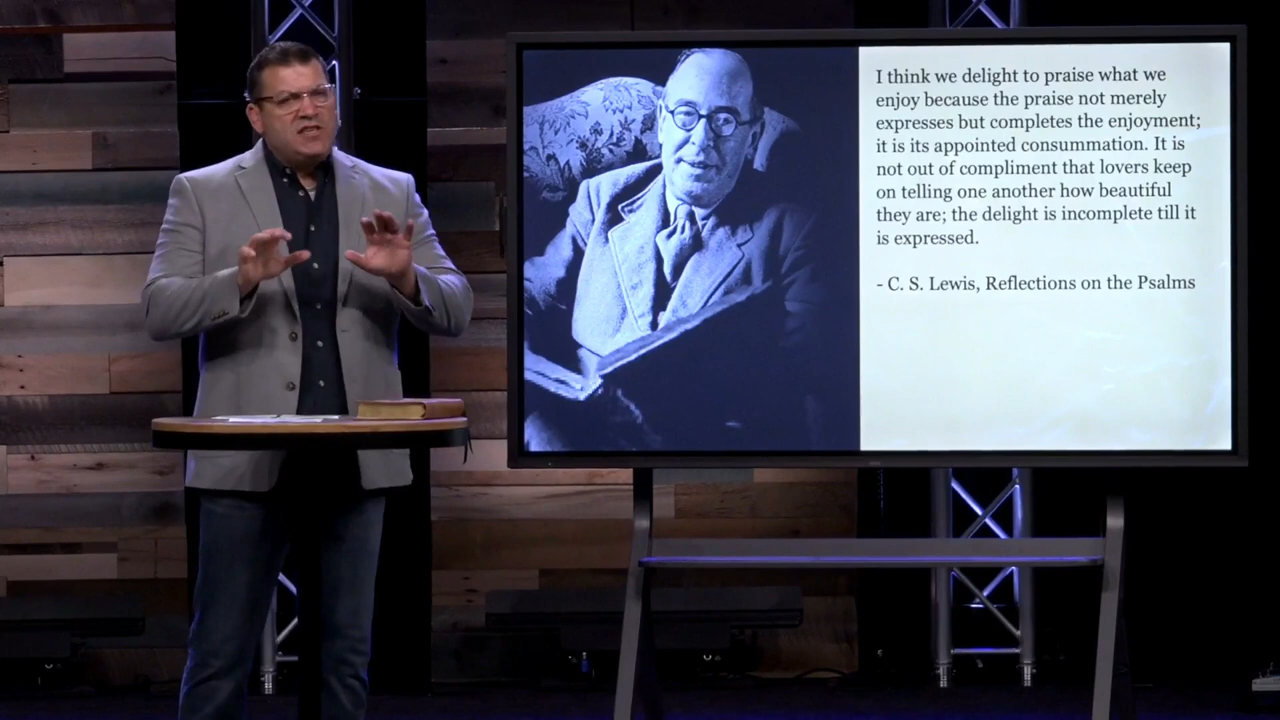 I think we delight to praise what we
enjoy because the praise not merely
expresses but completes the enjoyment;
it is its appointed consummation. It is
not out of compliment that lovers keep
on telling one another how beautiful
they are; the delight is incomplete till it
is expressed.
- C. S. Lewis, Reflections on the Psalms